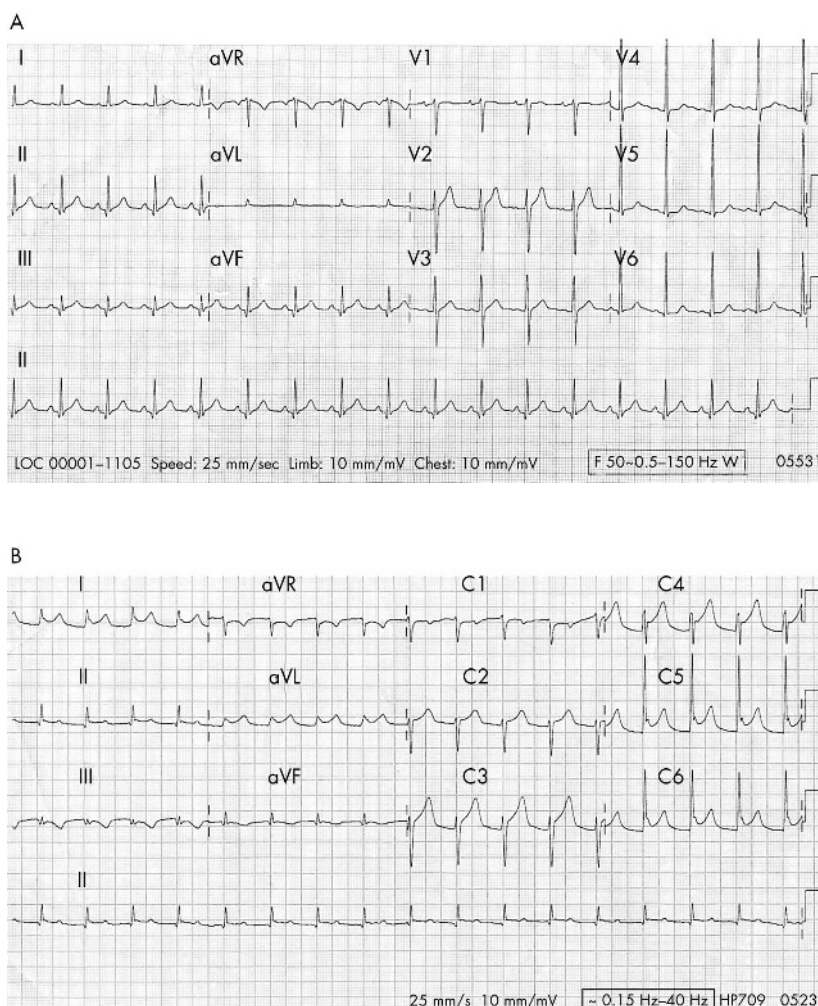 A
I aVR V1 V4
II aVL V2 V5
III aVF V3 V6
II
LOC 00001–1105 Speed: 25 mm/sec Limb: 10 mm/mV Chest: 10 mm/mV F 50~0.5–150 Hz W 05531
B
I aVR C1 C4
II aVL C2 C5
III aVF C3 C6
II
25 mm/s 10 mm/mV ~ 0.15 Hz–40 Hz HP709 0523